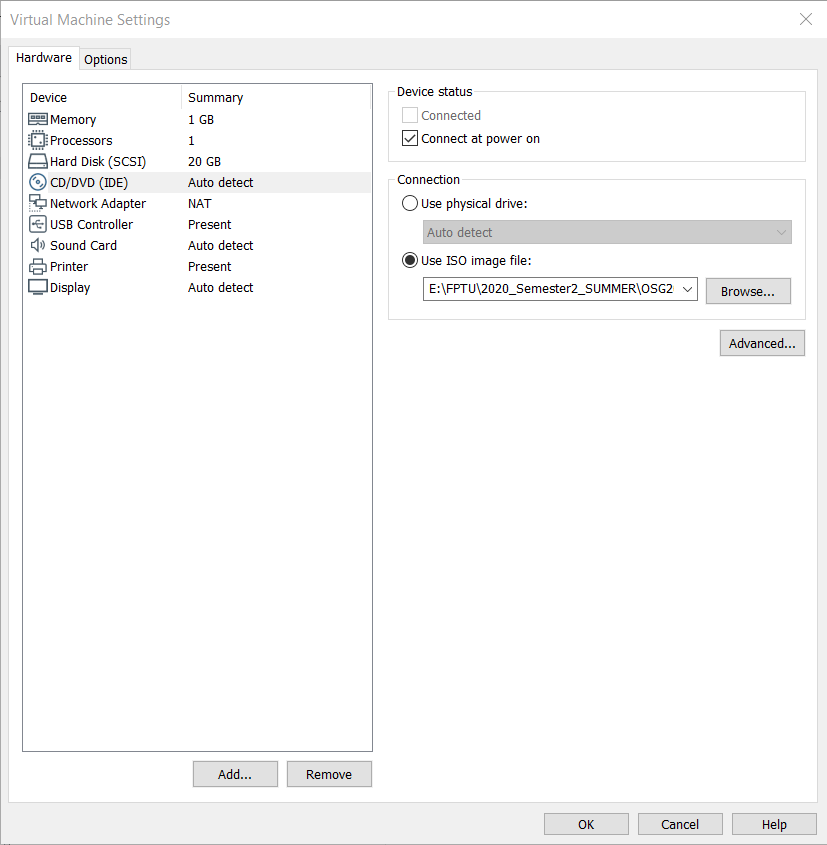 Virtual Machine Settings
Hardware Options
Device Summary
Memory 1 GB
Processors 1
Hard Disk (SCSI) 20 GB
CD/DVD (IDE) Auto detect
Network Adapter NAT
USB Controller Present
Sound Card Auto detect
Printer Present
Display Auto detect
Add... Remove
Device status
Connected
Connect at power on
Connection
Use physical drive:
Auto detect
Use ISO image file:
E:\FPTU\2020_Semester2_SUMMER\OSG2 Browse...
Advanced...
OK Cancel Help